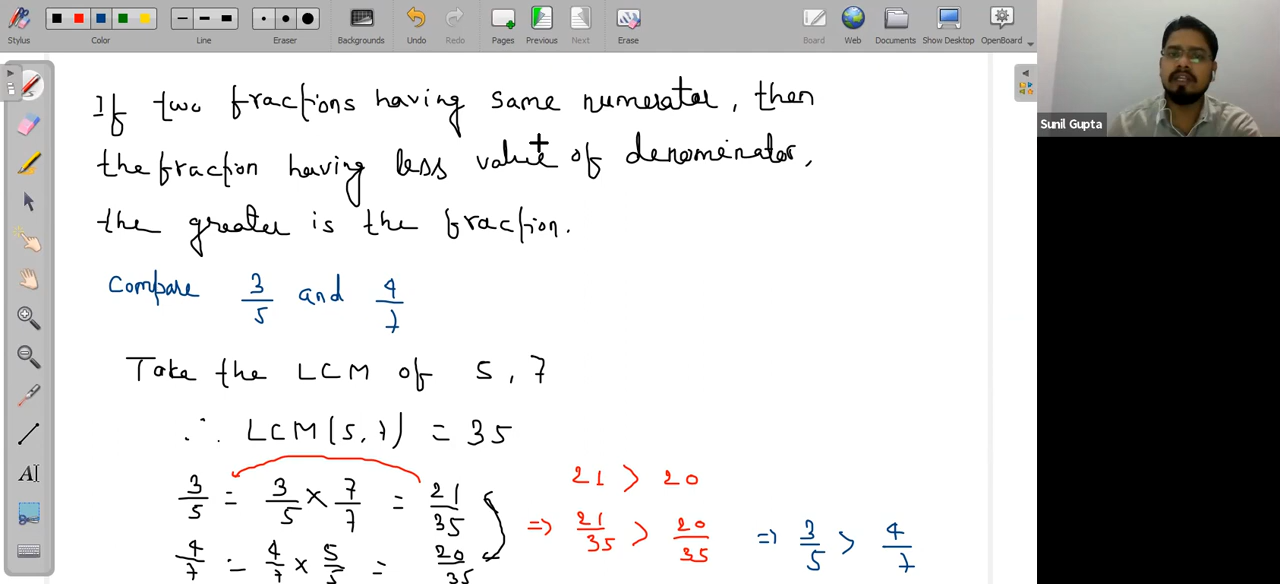 Stylus Color Line Eraser Backgrounds Undo Redo Pages Previous Next Erase Board Web Documents Show Desktop OpenBoard
Sunil Gupta
If two fractions having same numerator, then
the fraction having less value of denominator,
the greater is the fraction.
Compare 3/5 and 4/7
Take the LCM of 5, 7
∴ LCM(5,7) = 35
3/5 = 3/5 × 7/7 = 21/35
4/7 = 4/7 × 5/5 = 20/35
21 > 20
⇒ 21/35 > 20/35 ⇒ 3/5 > 4/7